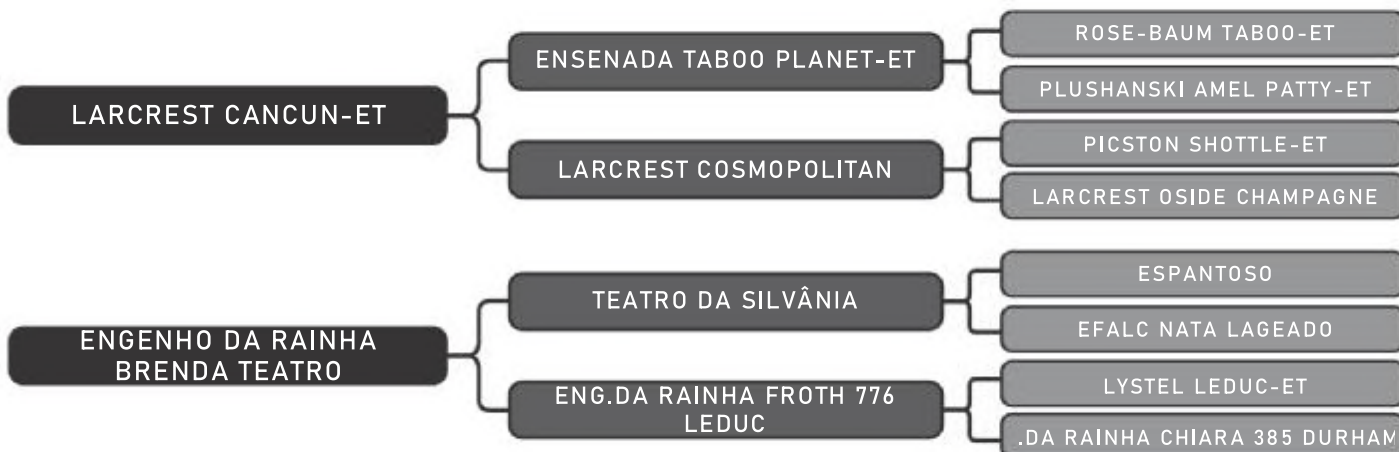 ROSE-BAUM TABOO-ET
ENSENADA TABOO PLANET-ET
PLUSHANSKI AMEL PATTY-ET
LARCREST CANCUN-ET
PICSTON SHOTTLE-ET
LARCREST COSMOPOLITAN
LARCREST OSIDE CHAMPAGNE
ESPANTOSO
TEATRO DA SILVÂNIA
EFALC NATA LAGEADO
ENGENHO DA RAINHA
BRENDA TEATRO
LYSTEL LEDUC-ET
ENG.DA RAINHA FROTH 776
LEDUC
.DA RAINHA CHIARA 385 DURHAM